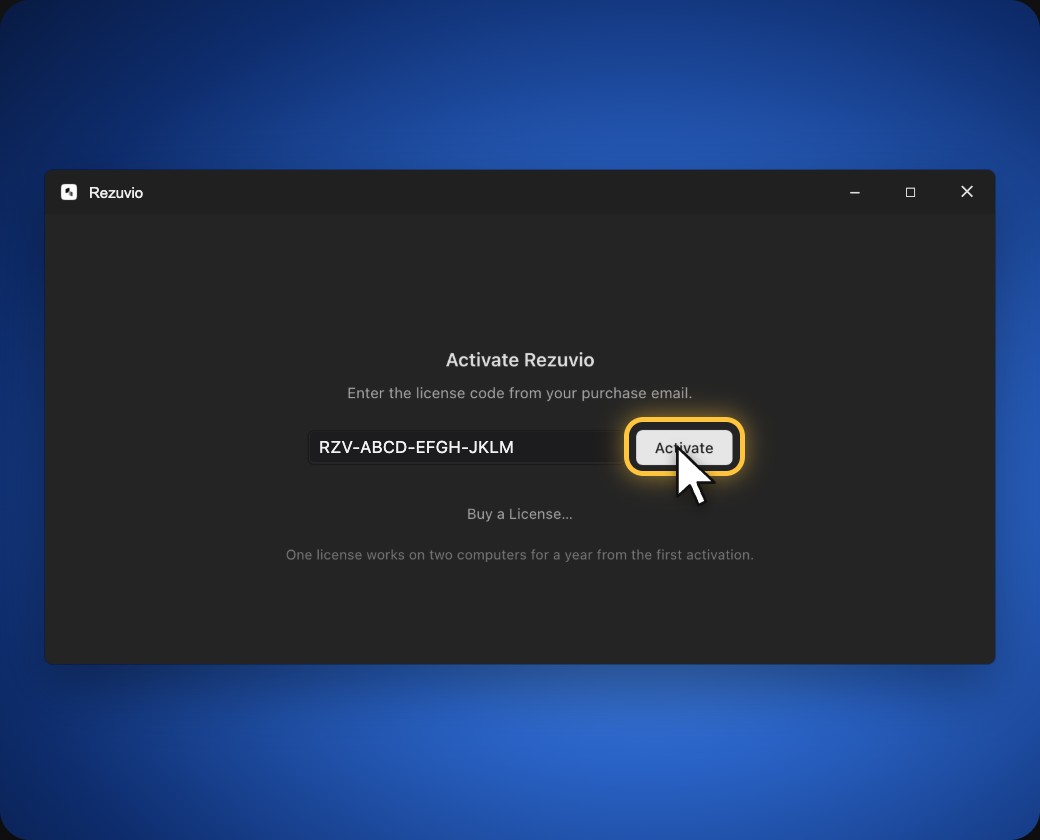 Rezuvio
Activate Rezuvio
Enter the license code from your purchase email.
RZV-ABCD-EFGH-JKLM
Activate
Buy a License...
One license works on two computers for a year from the first activation.